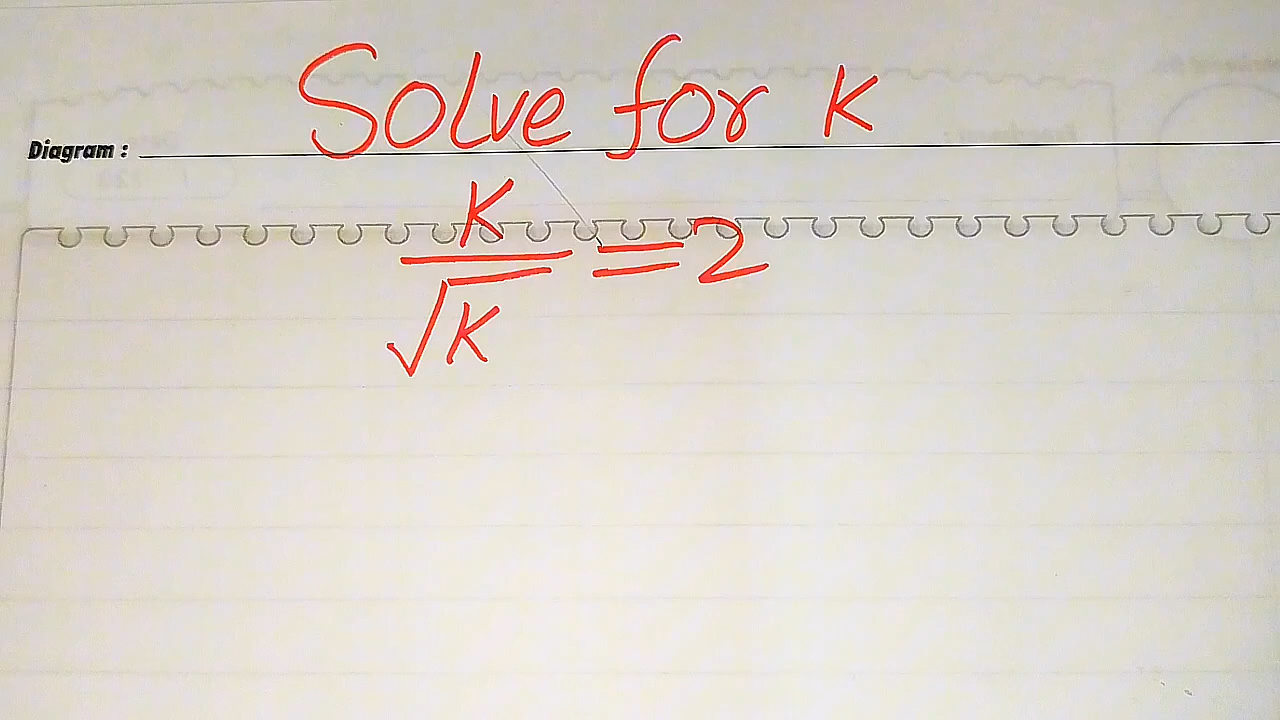 Solve for K
Diagram :
K/√K = 2